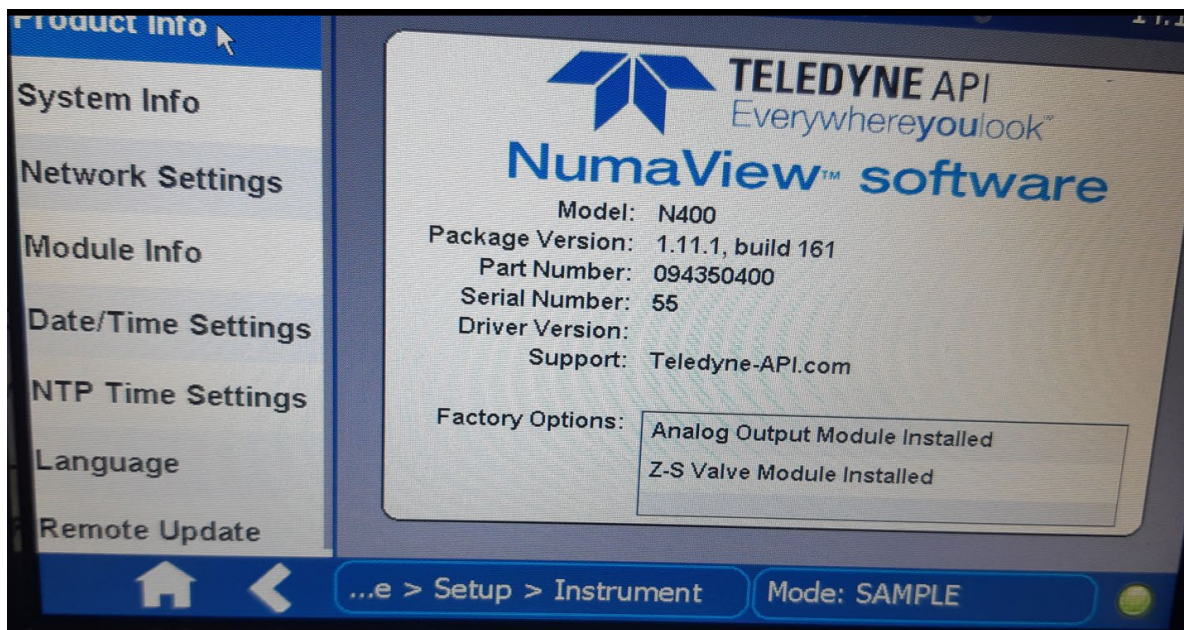 Product Info
System Info
Network Settings
Module Info
Date/Time Settings
NTP Time Settings
Language
Remote Update
TELEDYNE API
Everywhereyoulook™
NumaView™ software
Model: N400
Package Version: 1.11.1, build 161
Part Number: 094350400
Serial Number: 55
Driver Version:
Support: Teledyne-API.com
Factory Options: Analog Output Module Installed
Z-S Valve Module Installed
...e > Setup > Instrument
Mode: SAMPLE